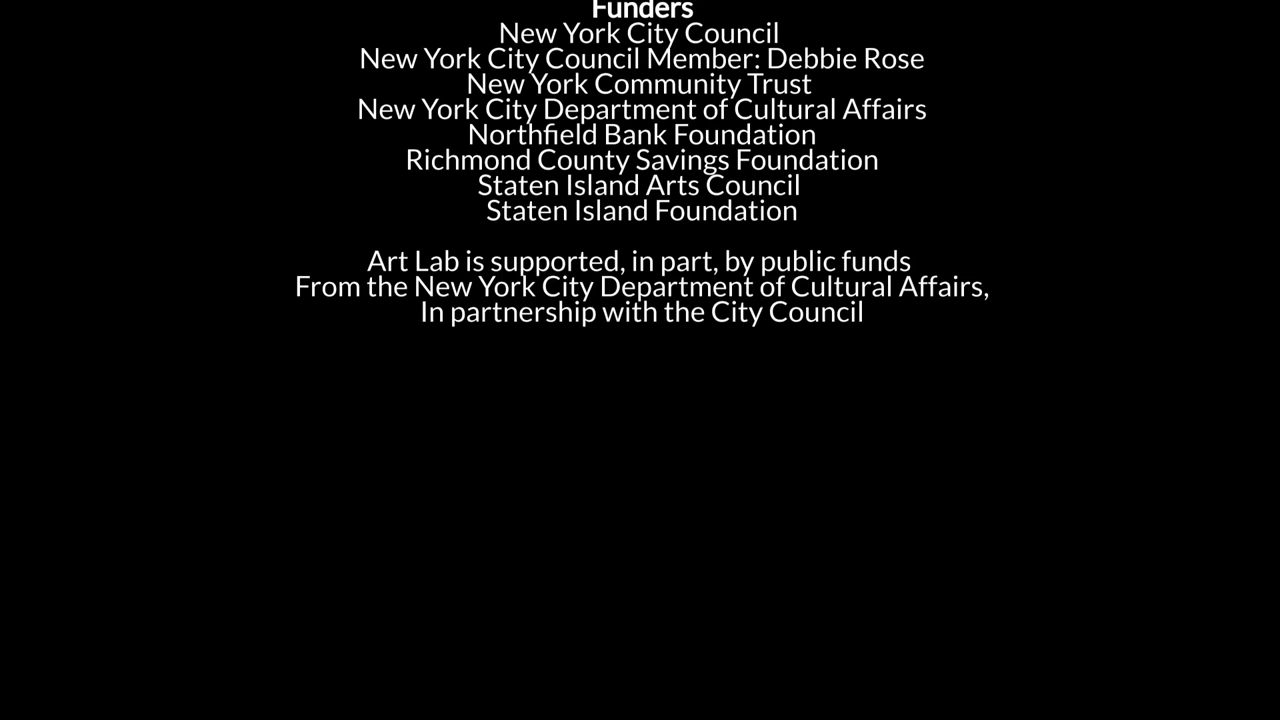 Funders
New York City Council
New York City Council Member: Debbie Rose
New York Community Trust
New York City Department of Cultural Affairs
Northfield Bank Foundation
Richmond County Savings Foundation
Staten Island Arts Council
Staten Island Foundation
Art Lab is supported, in part, by public funds
From the New York City Department of Cultural Affairs,
In partnership with the City Council